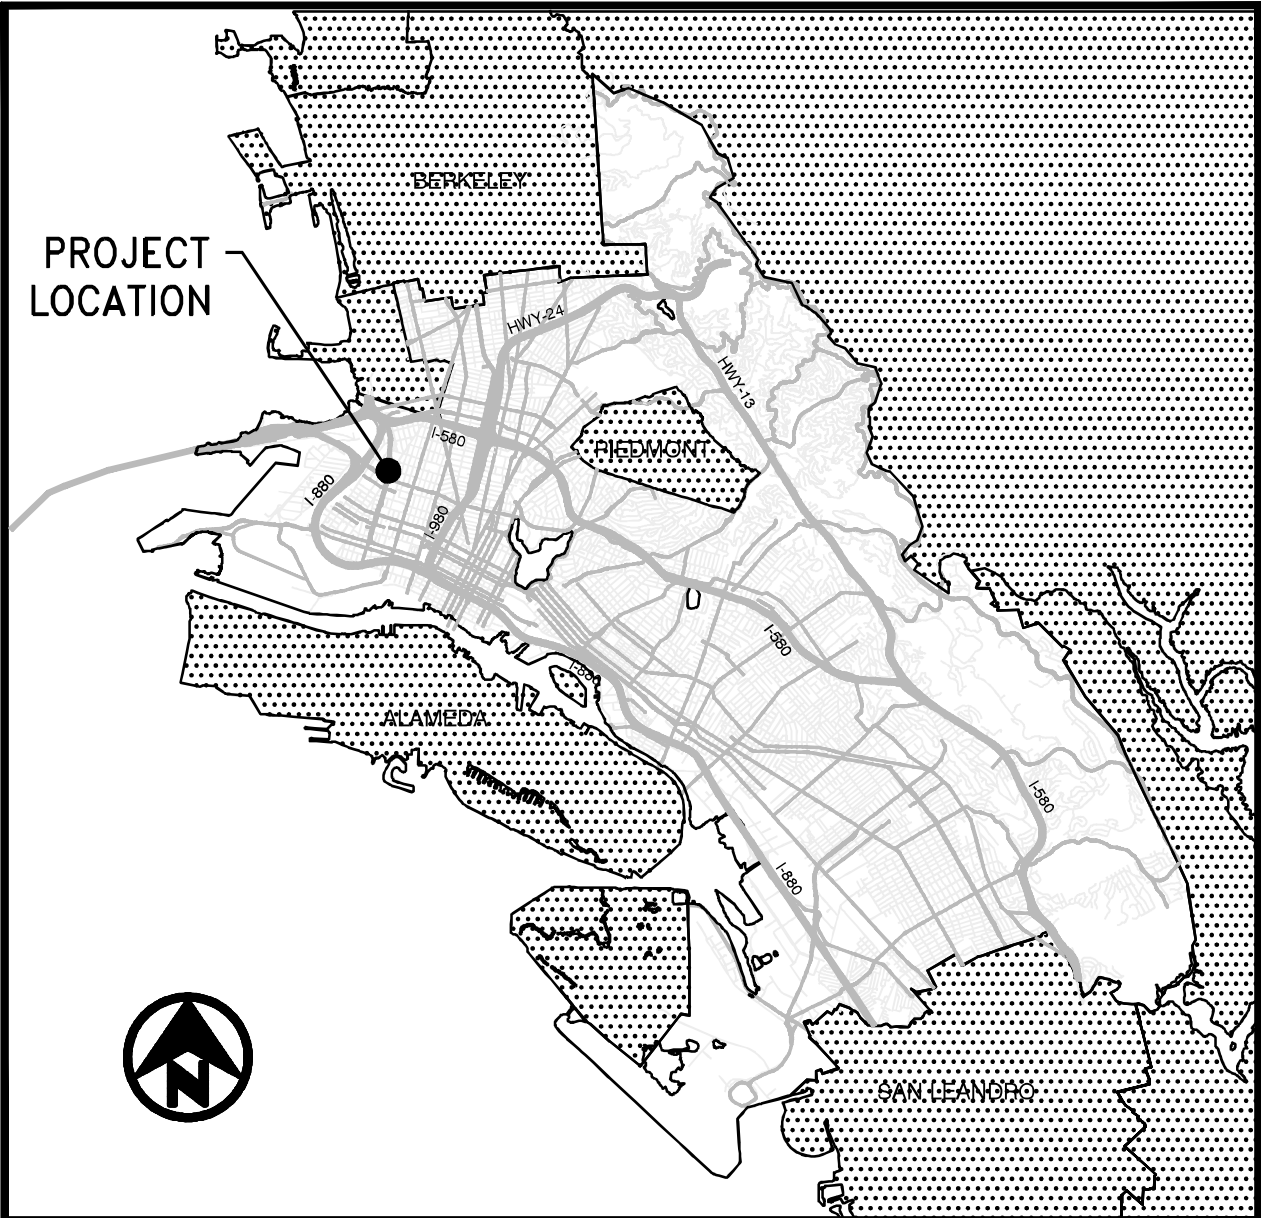 BERKELEY
PROJECT
LOCATION
HWY-24
HWY-13
I-580
PIEDMONT
I-880
I-980
I-580
I-880
ALAMEDA
I-580
I-880
N
SAN LEANDRO